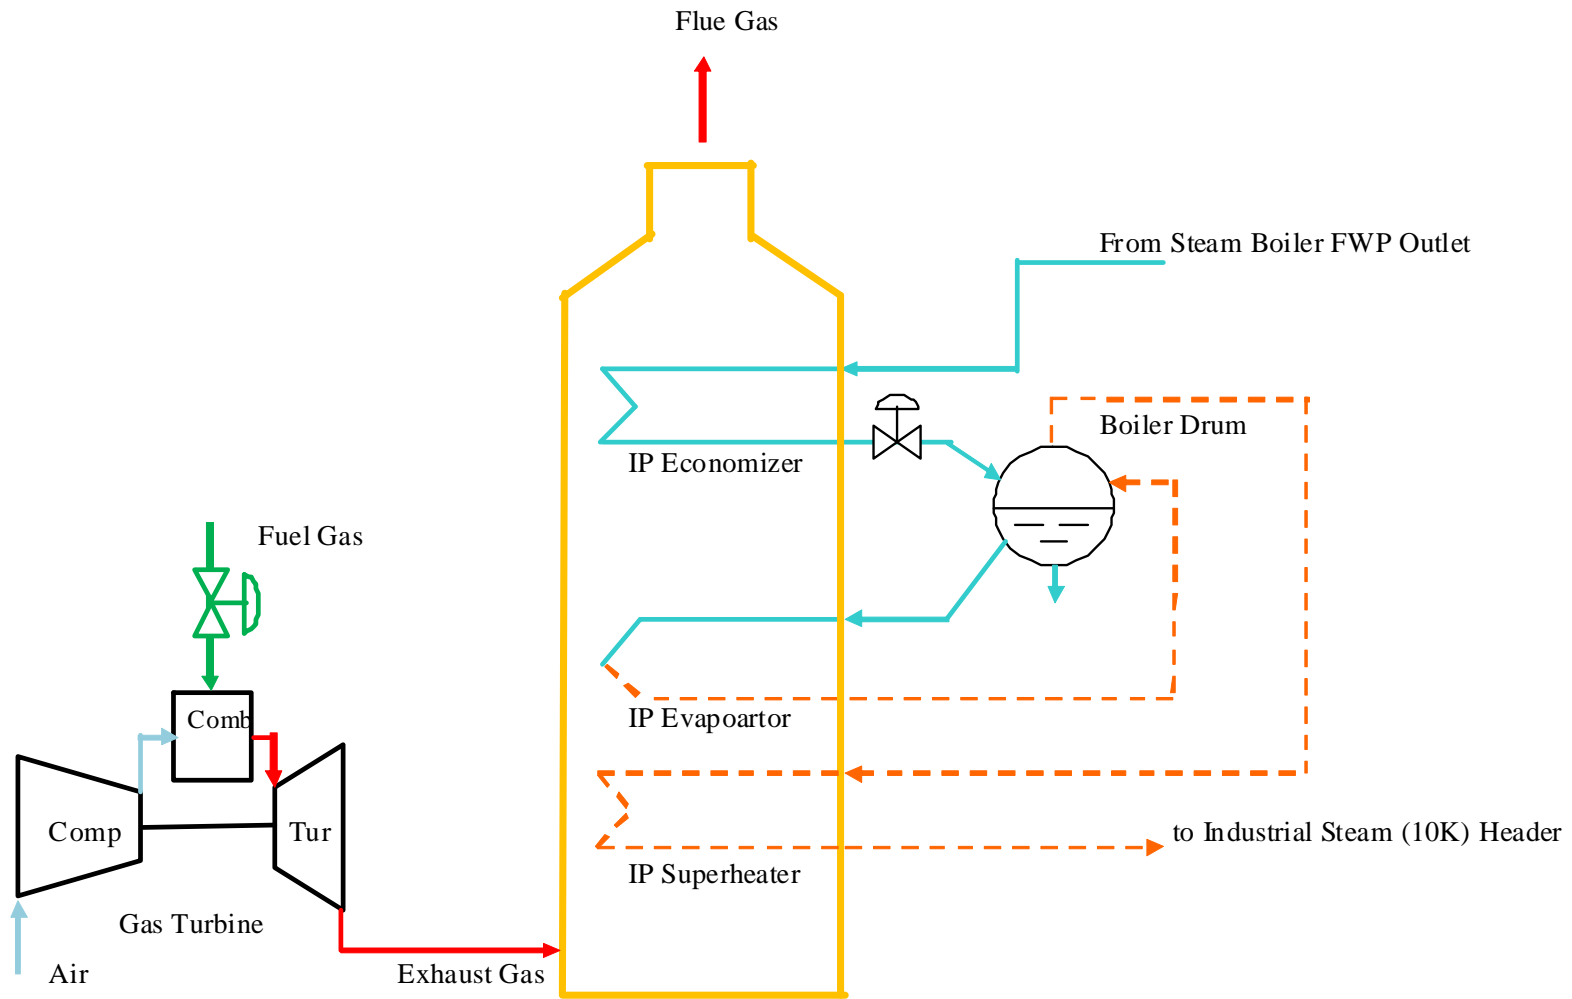 Flue Gas
From Steam Boiler FWP Outlet
Boiler Drum
IP Economizer
Fuel Gas
Comb
IP Evapoartor
Comp
Tur
to Industrial Steam (10K) Header
IP Superheater
Gas Turbine
Air
Exhaust Gas